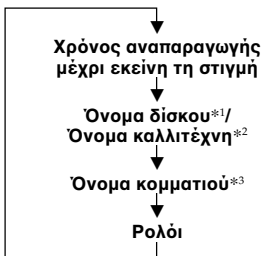 Χρόνος αναπαραγωγής
μέχρι εκείνη τη στιγμή
Όνομα δίσκου*1/
Όνομα καλλιτέχνη*2
Όνομα κομματιού*3
Ρολόι